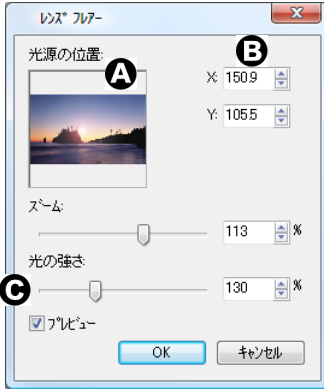 レンズ フレアー
光源の位置:
A
B
X: 150.9
Y: 105.5
ズーム:
113 %
光の強さ:
C
130 %
プレビュー
OK キャンセル